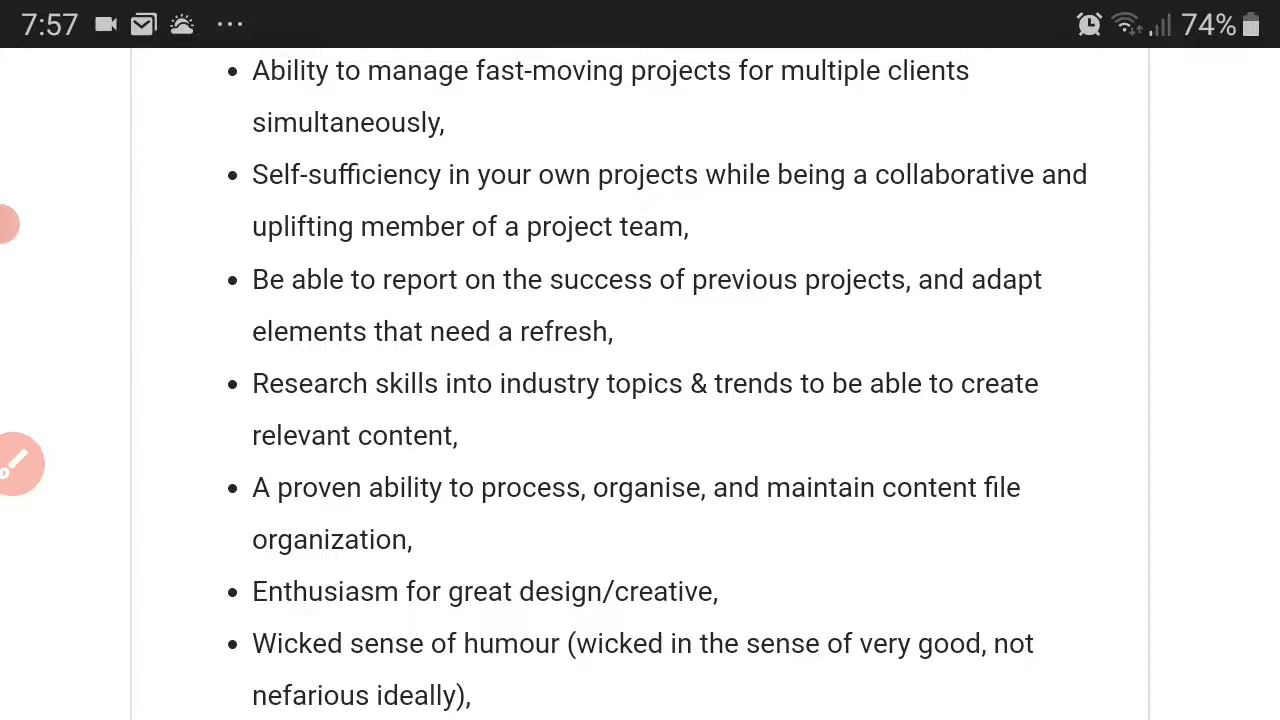 7:57 74%
Ability to manage fast-moving projects for multiple clients
simultaneously,
Self-sufficiency in your own projects while being a collaborative and
uplifting member of a project team,
Be able to report on the success of previous projects, and adapt
elements that need a refresh,
Research skills into industry topics & trends to be able to create
relevant content,
A proven ability to process, organise, and maintain content file
organization,
Enthusiasm for great design/creative,
Wicked sense of humour (wicked in the sense of very good, not
nefarious ideally),